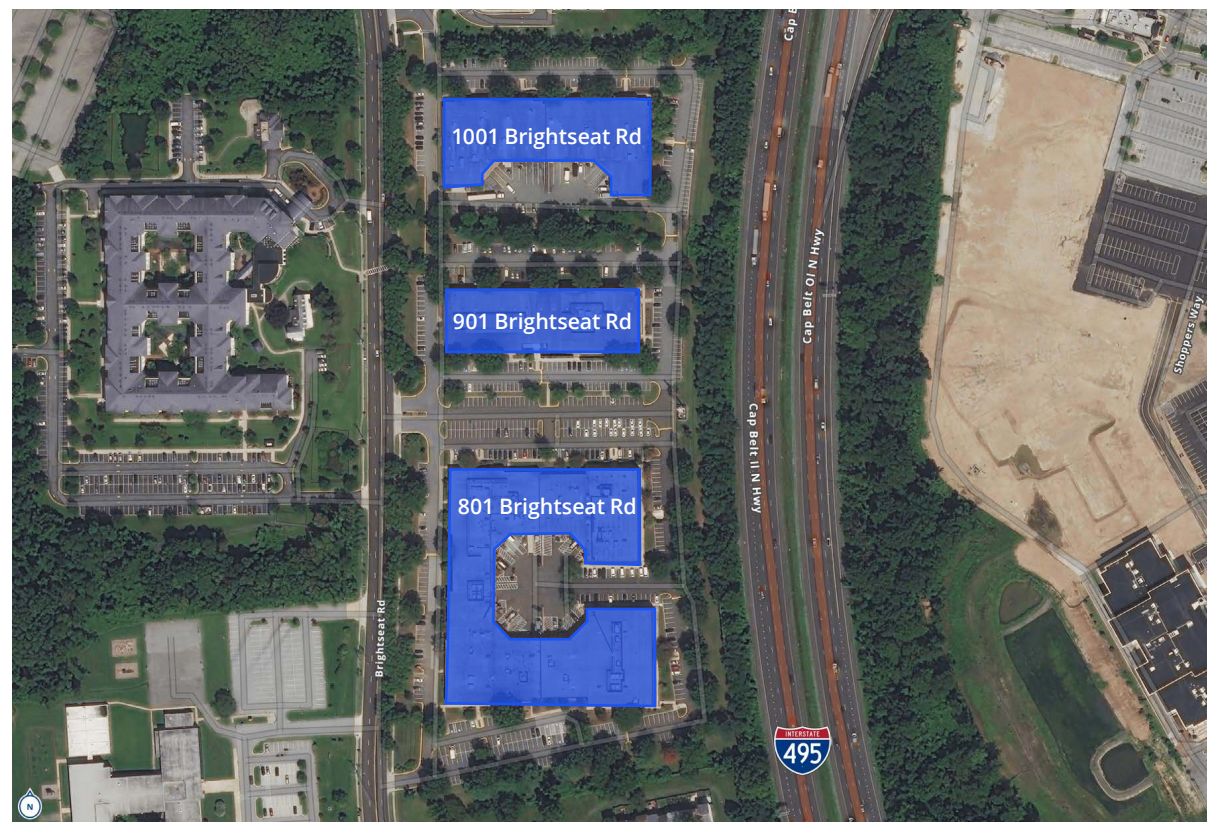 Cap B
1001 Brightseat Rd
Cap Belt Ol N Hwy
901 Brightseat Rd
Shoppers Way
Cap Belt Il N Hwy
801 Brightseat Rd
Brightseat Rd
INTERSTATE
495
N